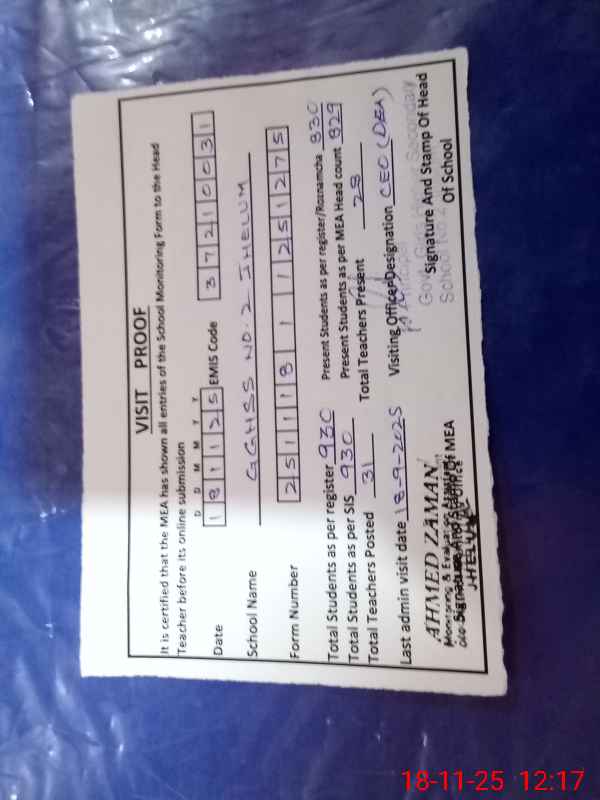 VISIT PROOF
It is certified that the MEA has shown all entries of the School Monitoring Form to the Head
Teacher before its online submission
D D M M Y Y
Date 1 8 1 1 2 5 EMIS Code 3 7 2 1 0 0 3 1
School Name GGHSS NO. 2 JHELUM
Form Number 2 5 1 1 1 8 1 1 2 5 1 2 7 5
Total Students as per register 930 Present Students as per register/Roznamcha 830
Total Students as per SIS 930 Present Students as per MEA Head count 829
Total Teachers Posted 31 Total Teachers Present 28
Last admin visit date 18-9-2025 Visiting Officer Designation CEO (DEA)
AHMED ZAMAN
Monitoring & Evaluation
Signature And Of MEA
JHELUM
Girls Secondary
Signature And Stamp Of Head
School No. 2
Of School
18-11-25 12:17